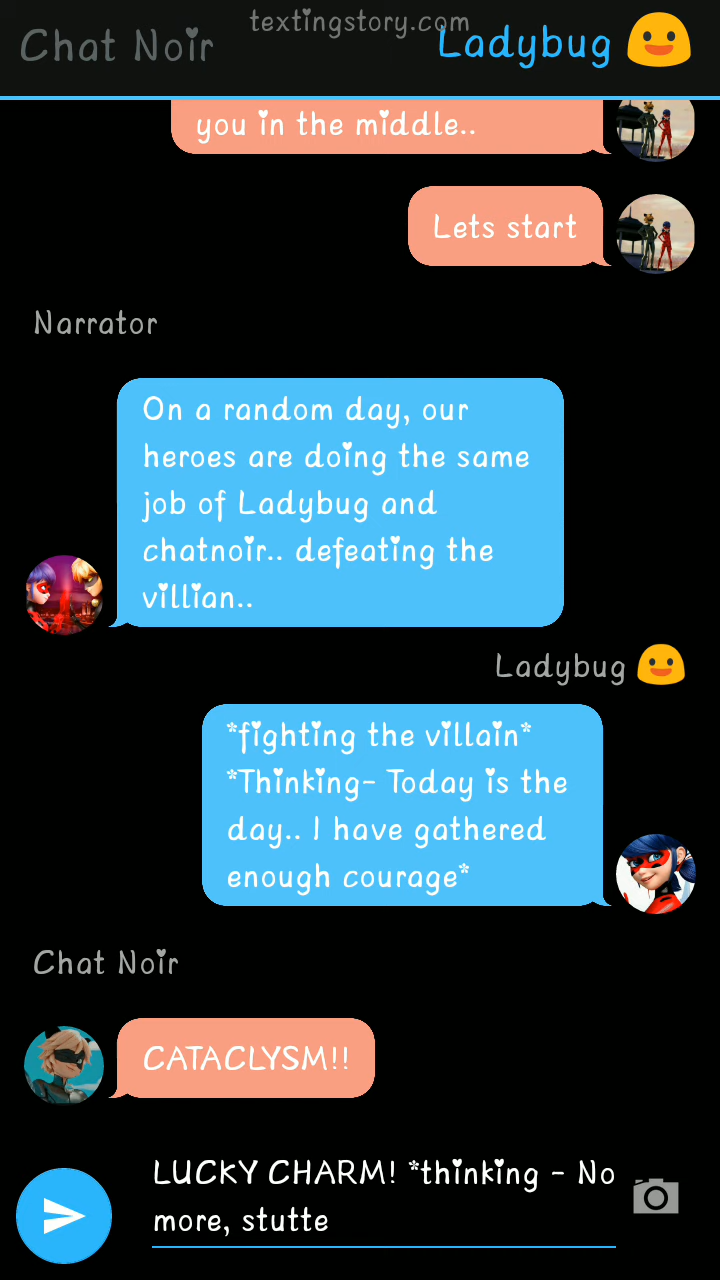 textingstory.com
Chat Noir
Ladybug
you in the middle..
Lets start
Narrator
On a random day, our
heroes are doing the same
job of Ladybug and
chatnoir.. defeating the
villian..
Ladybug
*fighting the villain*
*Thinking- Today is the
day.. I have gathered
enough courage*
Chat Noir
CATACLYSM!!
LUCKY CHARM! *thinking - No
more, stutte